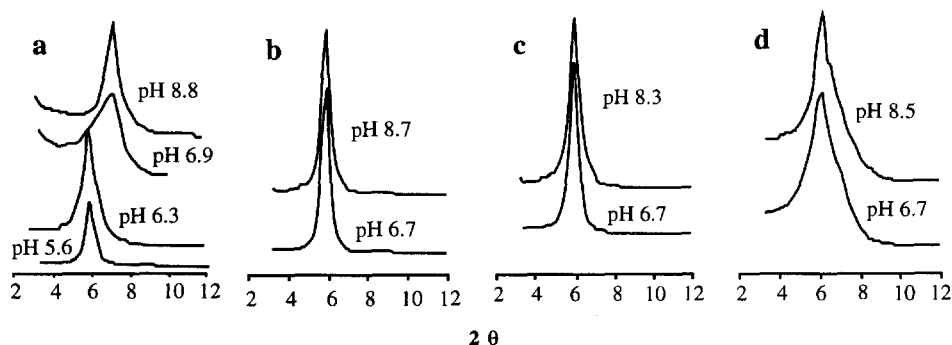 a
pH 8.8
pH 6.9
pH 6.3
pH 5.6
2 4 6 8 10 12
b
pH 8.7
pH 6.7
2 4 6 8 10 12
c
pH 8.3
pH 6.7
2 4 6 8 10 12
d
pH 8.5
pH 6.7
2 4 6 8 10 12
2 θ